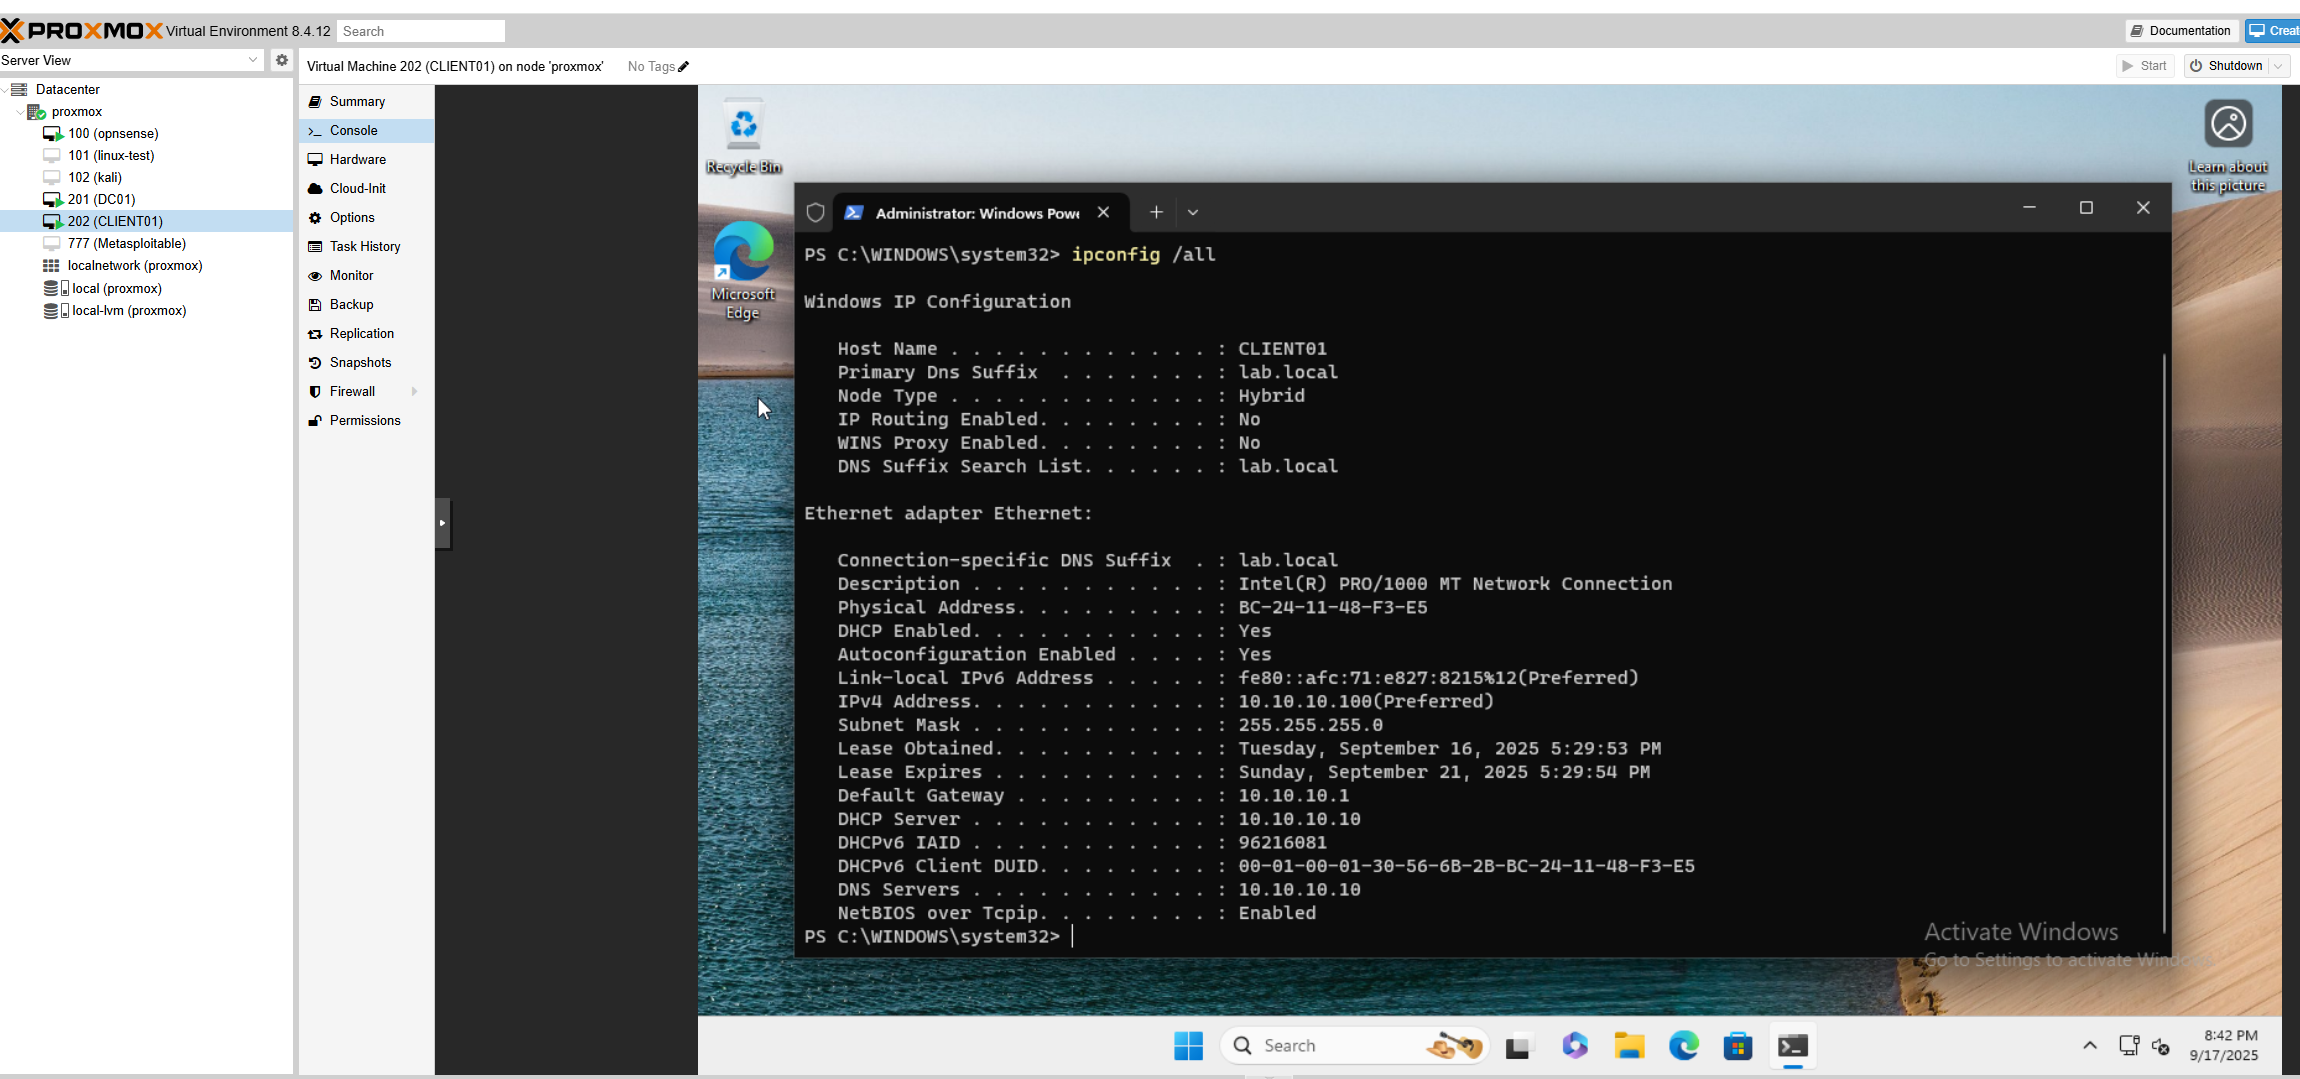 PROXMOX Virtual Environment 8.4.12 Search
Documentation
Server View
Virtual Machine 202 (CLIENT01) on node 'proxmox' No Tags
Start
Shutdown
Datacenter
proxmox
100 (opnsense)
101 (linux-test)
102 (kali)
201 (DC01)
202 (CLIENT01)
777 (Metasploitable)
localnetwork (proxmox)
local (proxmox)
local-lvm (proxmox)
Summary
Console
Hardware
Cloud-Init
Options
Task History
Monitor
Backup
Replication
Snapshots
Firewall
Permissions
Recycle Bin
Microsoft
Edge
Learn about
this picture
Administrator: Windows Powe
PS C:\WINDOWS\system32> ipconfig /all
Windows IP Configuration
Host Name . . . . . . . . . . . . : CLIENT01
Primary Dns Suffix  . . . . . . . : lab.local
Node Type . . . . . . . . . . . . : Hybrid
IP Routing Enabled. . . . . . . . : No
WINS Proxy Enabled. . . . . . . . : No
DNS Suffix Search List. . . . . . : lab.local
Ethernet adapter Ethernet:
Connection-specific DNS Suffix  . : lab.local
Description . . . . . . . . . . . : Intel(R) PRO/1000 MT Network Connection
Physical Address. . . . . . . . . : BC-24-11-48-F3-E5
DHCP Enabled. . . . . . . . . . . : Yes
Autoconfiguration Enabled . . . . : Yes
Link-local IPv6 Address . . . . . : fe80::afc:71:e827:8215%12(Preferred)
IPv4 Address. . . . . . . . . . . : 10.10.10.100(Preferred)
Subnet Mask . . . . . . . . . . . : 255.255.255.0
Lease Obtained. . . . . . . . . . : Tuesday, September 16, 2025 5:29:53 PM
Lease Expires . . . . . . . . . . : Sunday, September 21, 2025 5:29:54 PM
Default Gateway . . . . . . . . . : 10.10.10.1
DHCP Server . . . . . . . . . . . : 10.10.10.10
DHCPv6 IAID . . . . . . . . . . . : 96216081
DHCPv6 Client DUID. . . . . . . . : 00-01-00-01-30-56-6B-2B-BC-24-11-48-F3-E5
DNS Servers . . . . . . . . . . . : 10.10.10.10
NetBIOS over Tcpip. . . . . . . . : Enabled
PS C:\WINDOWS\system32>
Activate Windows
Go to Settings to activate
Search
8:42 PM
9/17/2025